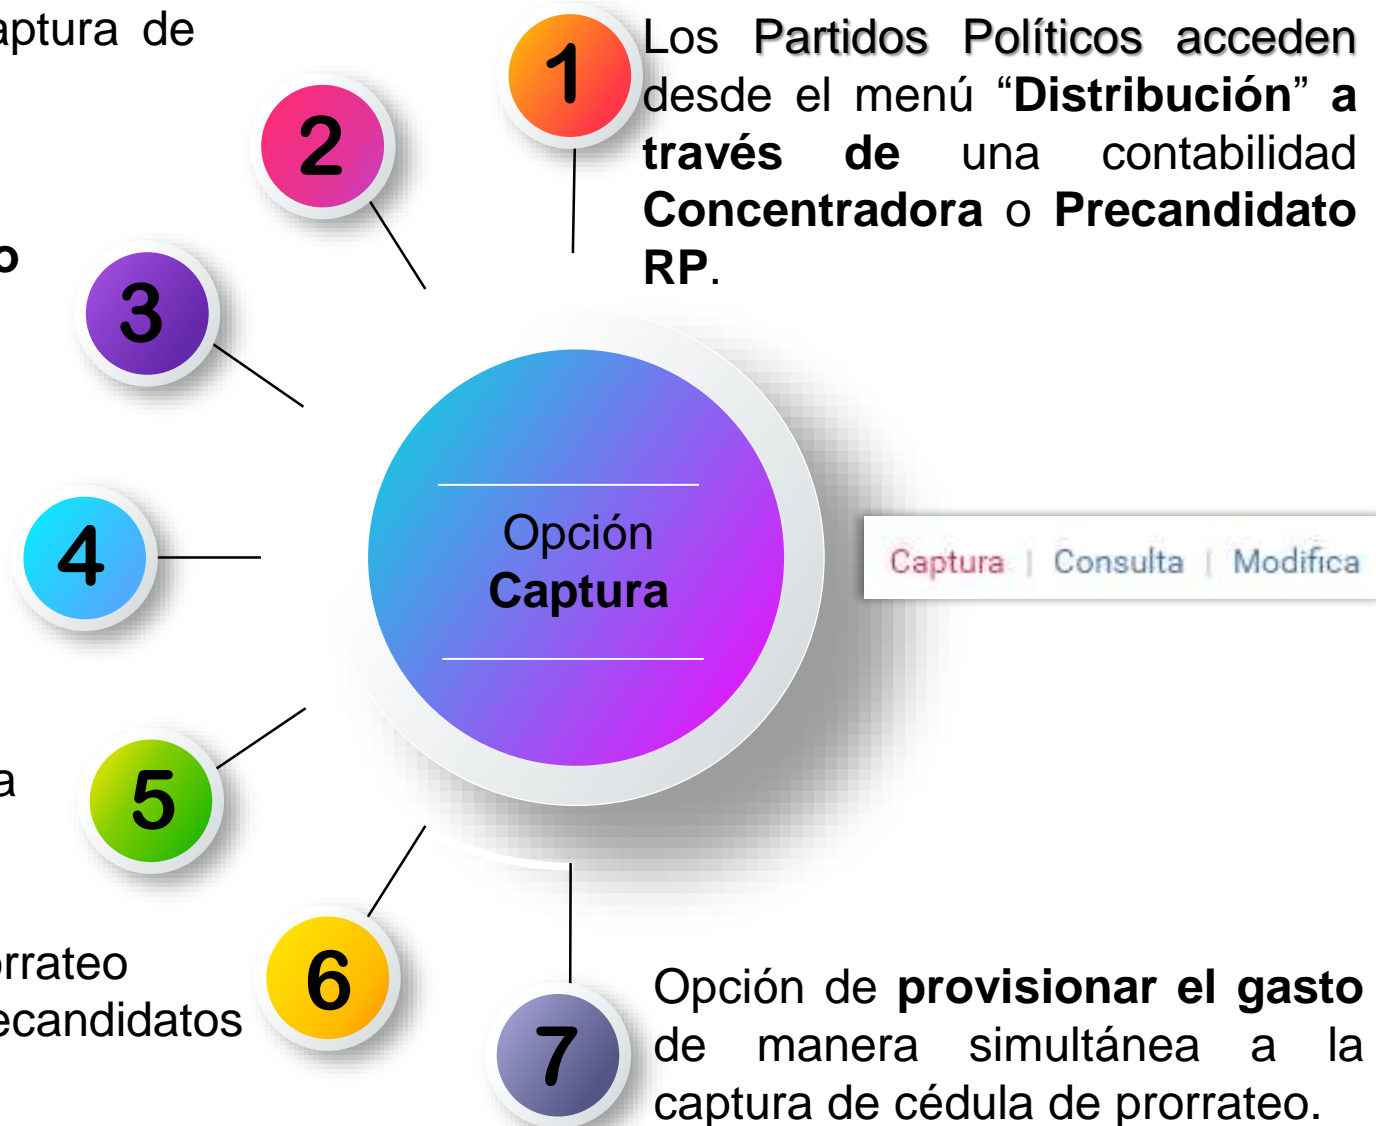 1
Los Partidos Políticos acceden
desde el menú “Distribución” a
través de una contabilidad
Concentradora o Precandidato
RP.
aptura de
2
o
3
4
a
5
orrateo
ecandidatos
6
7
Opción de provisionar el gasto
de manera simultánea a la
captura de cédula de prorrateo.
Opción
Captura
Captura | Consulta | Modifica